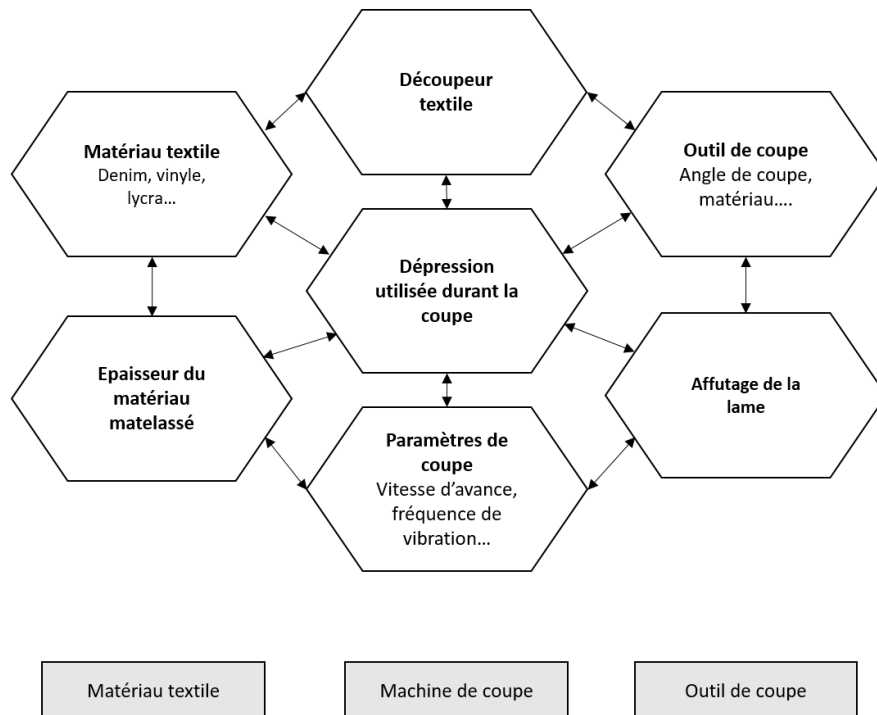 Découpeur
textile
Matériau textile
Denim, vinyle,
lycra…
Outil de coupe
Angle de coupe,
matériau….
Dépression
utilisée durant la
coupe
Epaisseur du
matériau
matelassé
Affutage de la
lame
Paramètres de
coupe
Vitesse d’avance,
fréquence de
vibration…
Matériau textile
Machine de coupe
Outil de coupe